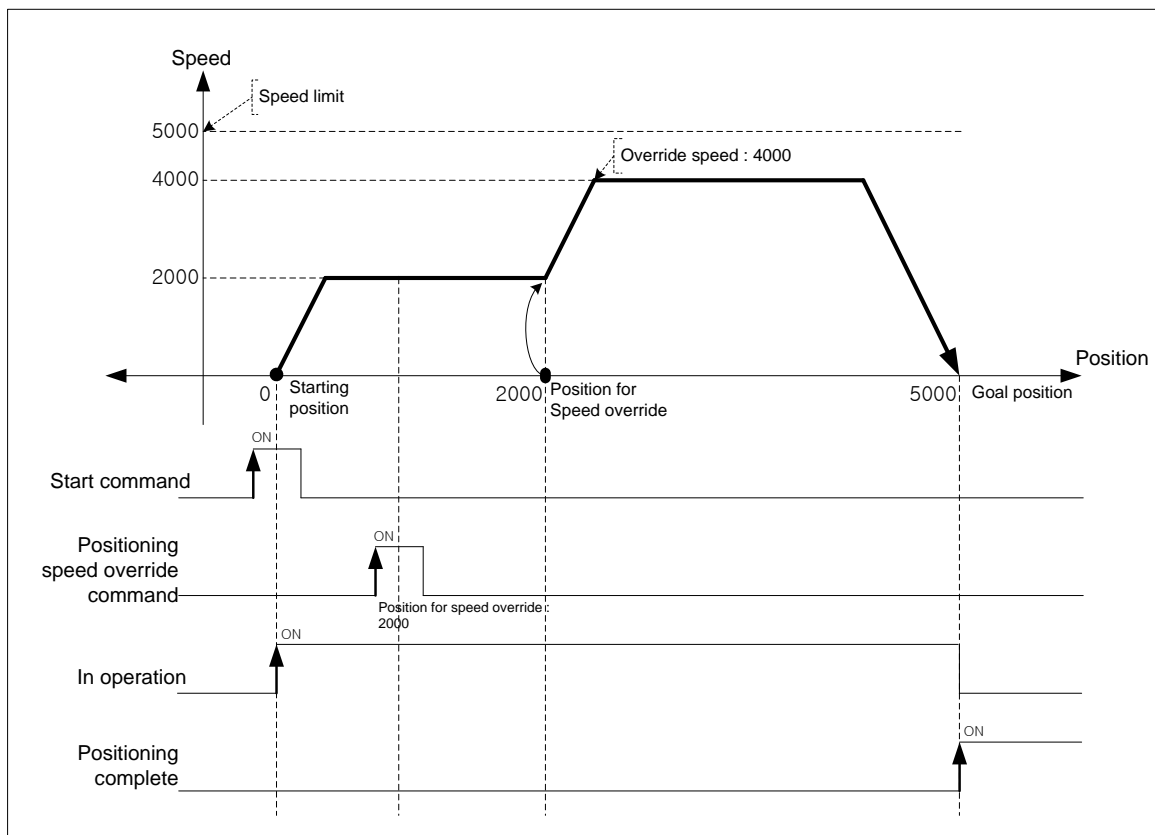 Speed
Speed limit
5000
Override speed : 4000
4000
2000
Position
0
Starting
position
2000
Position for
Speed override
5000
Goal position
ON
Start command
ON
Positioning
speed override
command
Position for speed override :
2000
ON
In operation
ON
Positioning
complete